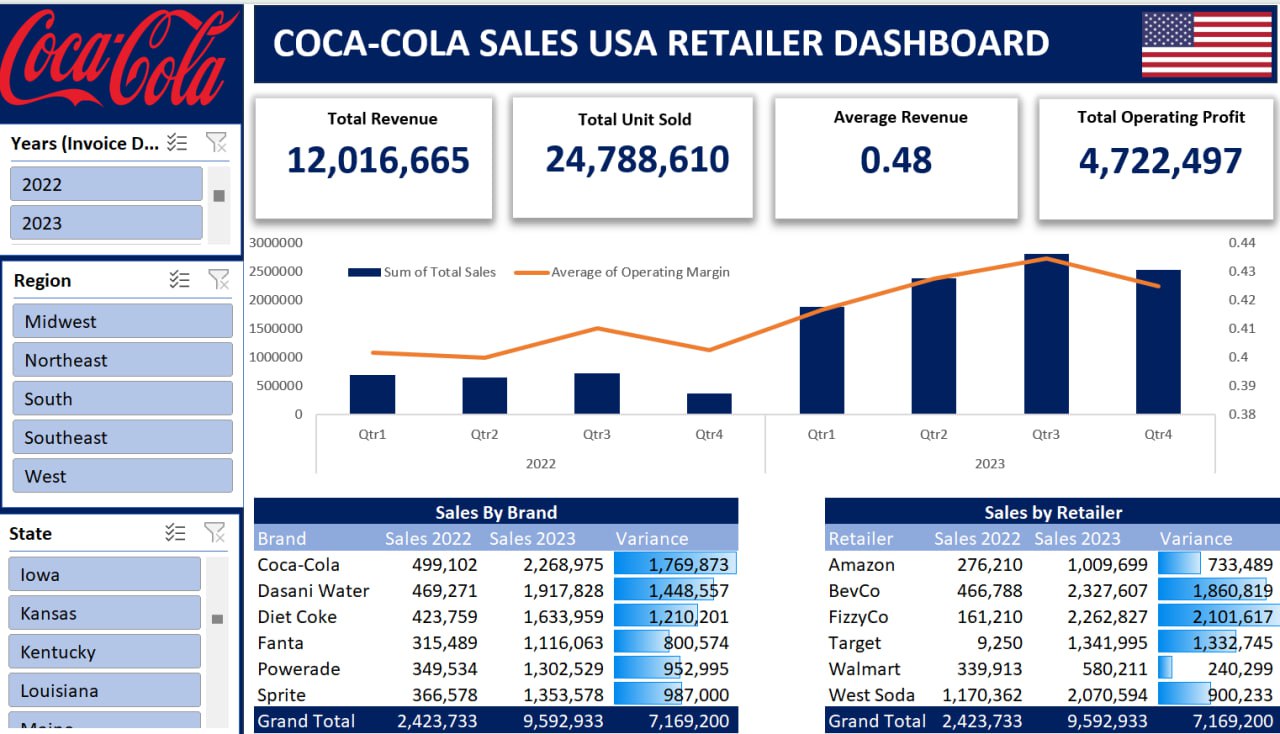 Coca-Cola
COCA-COLA SALES USA RETAILER DASHBOARD
Total Revenue
12,016,665
Total Unit Sold
24,788,610
Average Revenue
0.48
Total Operating Profit
4,722,497
Years (Invoice D...
2022
2023
Region
Midwest
Northeast
South
Southeast
West
State
Iowa
Kansas
Kentucky
Louisiana
Maine
3000000
2500000
2000000
1500000
1000000
500000
0
Sum of Total Sales Average of Operating Margin
0.44
0.43
0.42
0.41
0.4
0.39
0.38
Qtr1 Qtr2 Qtr3 Qtr4 Qtr1 Qtr2 Qtr3 Qtr4
2022 2023
Sales By Brand
Brand Sales 2022 Sales 2023 Variance
Coca-Cola 499,102 2,268,975 1,769,873
Dasani Water 469,271 1,917,828 1,448,557
Diet Coke 423,759 1,633,959 1,210,201
Fanta 315,489 1,116,063 800,574
Powerade 349,534 1,302,529 952,995
Sprite 366,578 1,353,578 987,000
Grand Total 2,423,733 9,592,933 7,169,200
Sales by Retailer
Retailer Sales 2022 Sales 2023 Variance
Amazon 276,210 1,009,699 733,489
BevCo 466,788 2,327,607 1,860,819
FizzyCo 161,210 2,262,827 2,101,617
Target 9,250 1,341,995 1,332,745
Walmart 339,913 580,211 240,299
West Soda 1,170,362 2,070,594 900,233
Grand Total 2,423,733 9,592,933 7,169,200